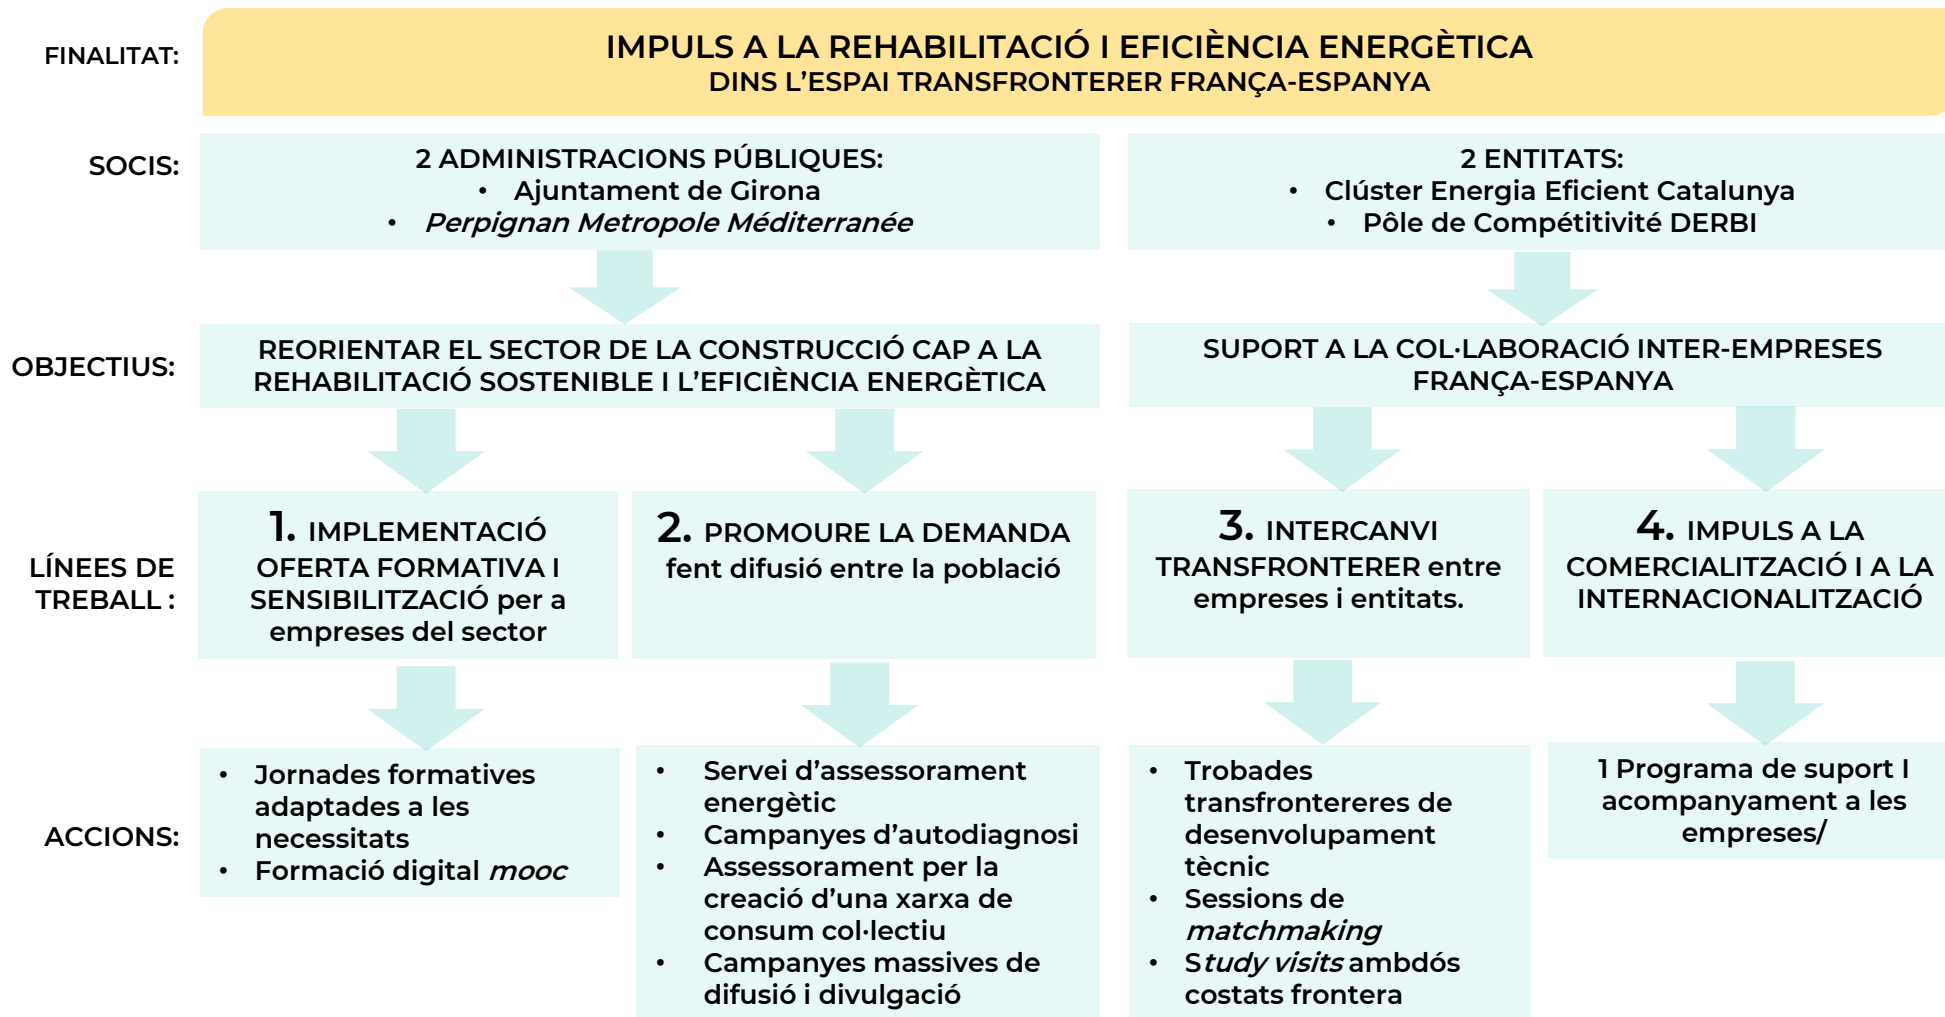 FINALITAT:
IMPULS A LA REHABILITACIÓ I EFICIÈNCIA ENERGÈTICA
DINS L’ESPAI TRANSFRONTERER FRANÇA-ESPANYA
SOCIS:
2 ADMINISTRACIONS PÚBLIQUES:
• Ajuntament de Girona
• Perpignan Metropole Méditerranée
2 ENTITATS:
• Clúster Energia Eficient Catalunya
• Pôle de Compétitivité DERBI
OBJECTIUS:
REORIENTAR EL SECTOR DE LA CONSTRUCCIÓ CAP A LA
REHABILITACIÓ SOSTENIBLE I L’EFICIÈNCIA ENERGÈTICA
SUPORT A LA COL·LABORACIÓ INTER-EMPRESES
FRANÇA-ESPANYA
LÍNEES DE
TREBALL :
1. IMPLEMENTACIÓ
OFERTA FORMATIVA I
SENSIBILITZACIÓ per a
empreses del sector
2. PROMOURE LA DEMANDA
fent difusió entre la població
3. INTERCANVI
TRANSFRONTERER entre
empreses i entitats.
4. IMPULS A LA
COMERCIALITZACIÓ I A LA
INTERNACIONALITZACIÓ
ACCIONS:
• Jornades formatives
adaptades a les
necessitats
• Formació digital mooc
• Servei d’assessorament
energètic
• Campanyes d’autodiagnosi
• Assessorament per la
creació d’una xarxa de
consum col·lectiu
• Campanyes massives de
difusió i divulgació
• Trobades
transfrontereres de
desenvolupament
tècnic
• Sessions de
matchmaking
• Study visits ambdós
costats frontera
1 Programa de suport I
acompanyament a les
empreses/